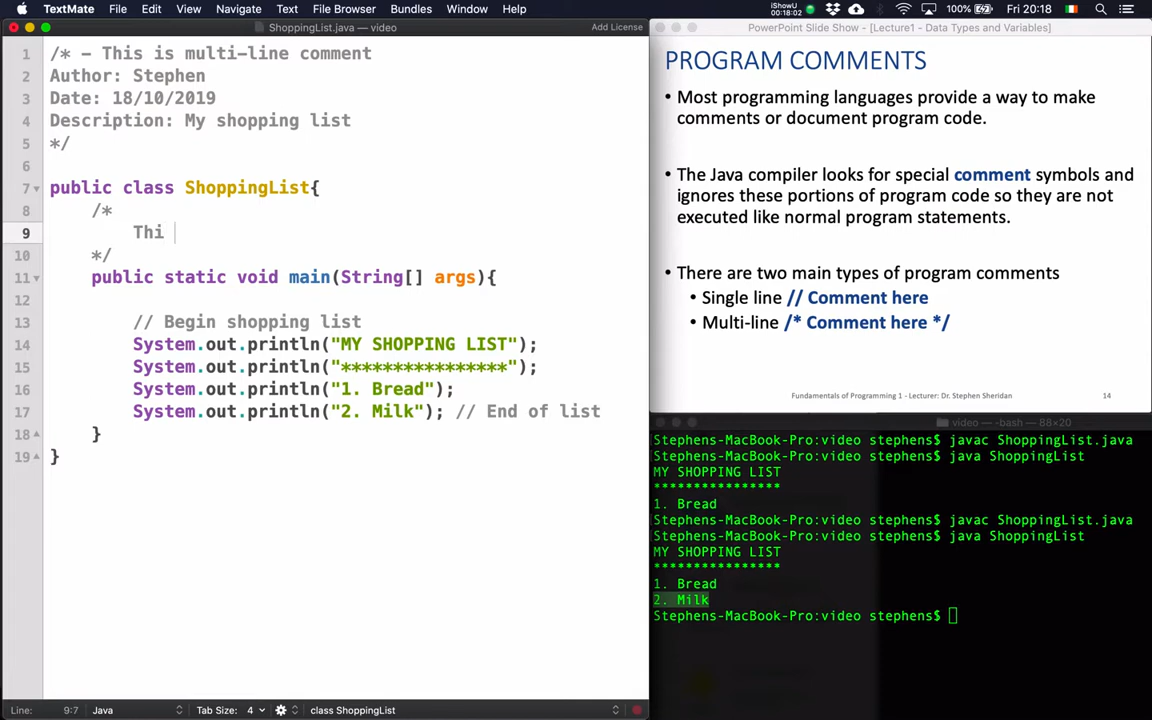 TextMate File Edit View Navigate Text File Browser Bundles Window Help
iShowU
00:18:02
100% Fri 20:18
ShoppingList.java — video
Add License
1 /* - This is multi-line comment
2 Author: Stephen
3 Date: 18/10/2019
4 Description: My shopping list
5 */
6
7 public class ShoppingList{
8 /*
9 Thi
10 */
11 public static void main(String[] args){
12
13 // Begin shopping list
14 System.out.println("MY SHOPPING LIST");
15 System.out.println("****************");
16 System.out.println("1. Bread");
17 System.out.println("2. Milk"); // End of list
18 }
19 }
Line: 9:7 Java Tab Size: 4 class ShoppingList
PowerPoint Slide Show - [Lecture1 - Data Types and Variables]
PROGRAM COMMENTS
• Most programming languages provide a way to make
comments or document program code.
• The Java compiler looks for special comment symbols and
ignores these portions of program code so they are not
executed like normal program statements.
• There are two main types of program comments
• Single line // Comment here
• Multi-line /* Comment here */
Fundamentals of Programming 1 - Lecturer: Dr. Stephen Sheridan
14
video — -bash — 88×20
Stephens-MacBook-Pro:video stephens$ javac ShoppingList.java
Stephens-MacBook-Pro:video stephens$ java ShoppingList
MY SHOPPING LIST
****************
1. Bread
Stephens-MacBook-Pro:video stephens$ javac ShoppingList.java
Stephens-MacBook-Pro:video stephens$ java ShoppingList
MY SHOPPING LIST
****************
1. Bread
2. Milk
Stephens-MacBook-Pro:video stephens$